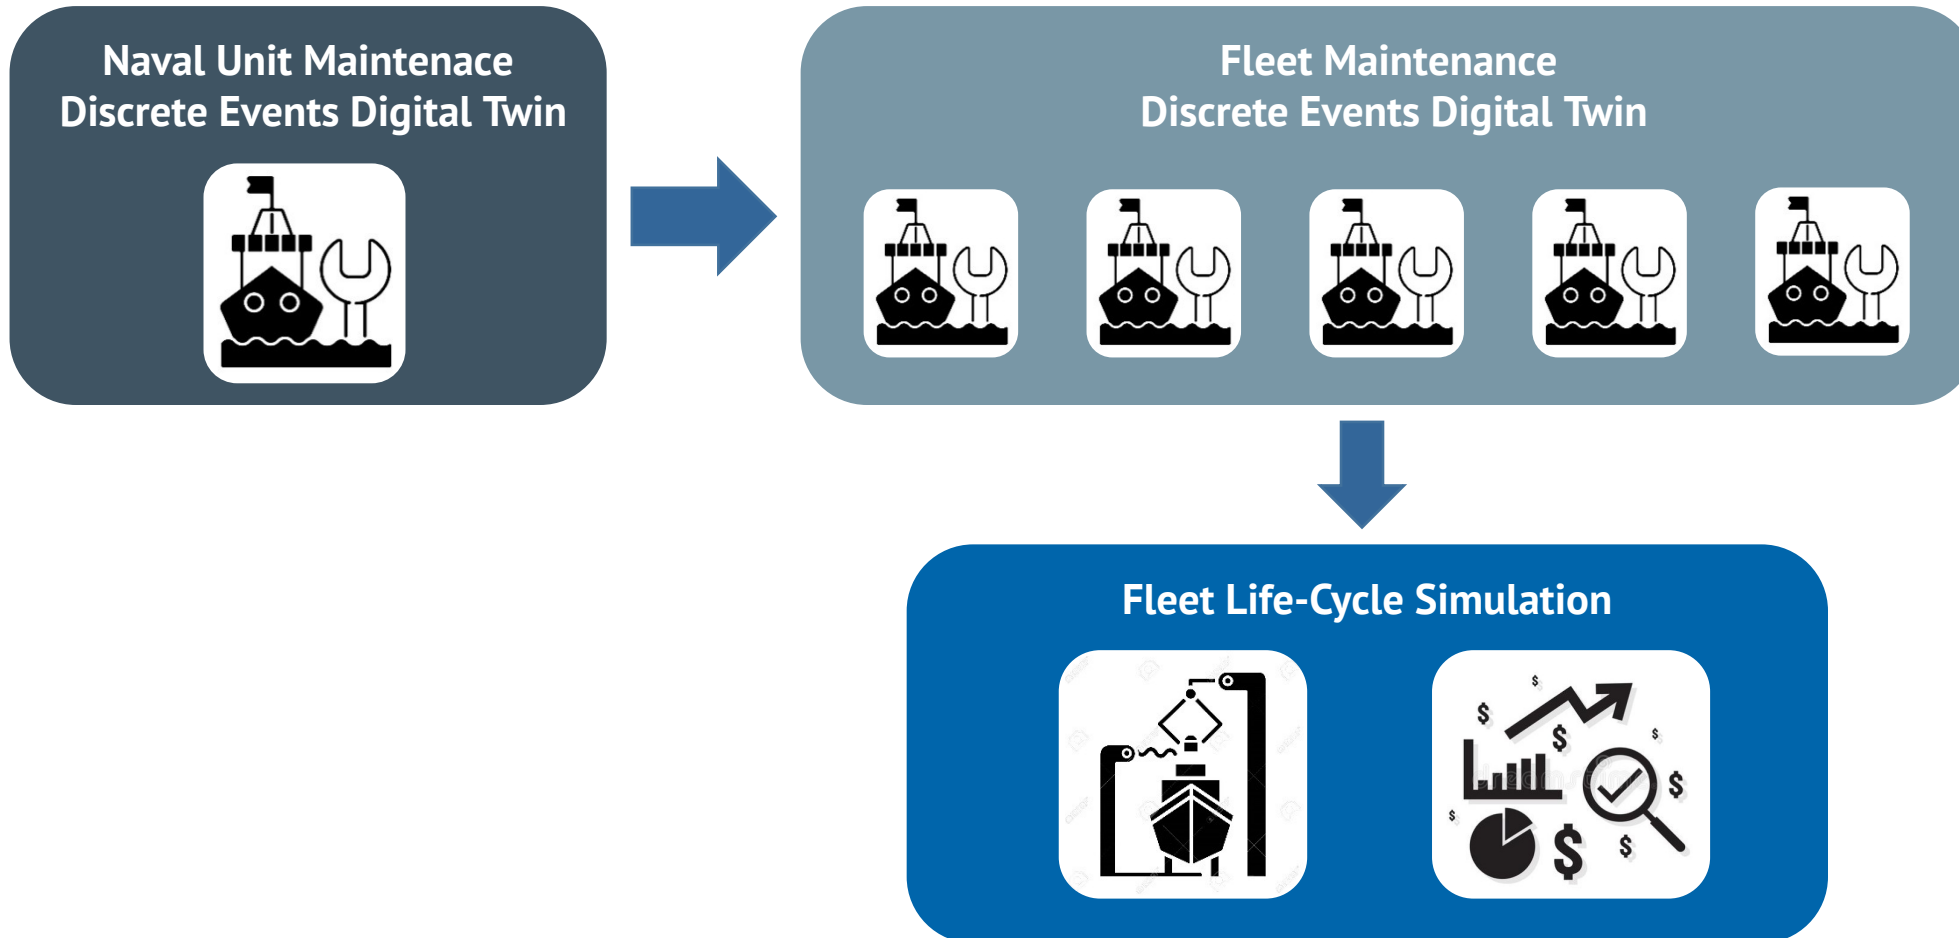 Naval Unit Maintenace
Discrete Events Digital Twin
Fleet Maintenance
Discrete Events Digital Twin
Fleet Life-Cycle Simulation
$
$
$
$
$
$
$
$